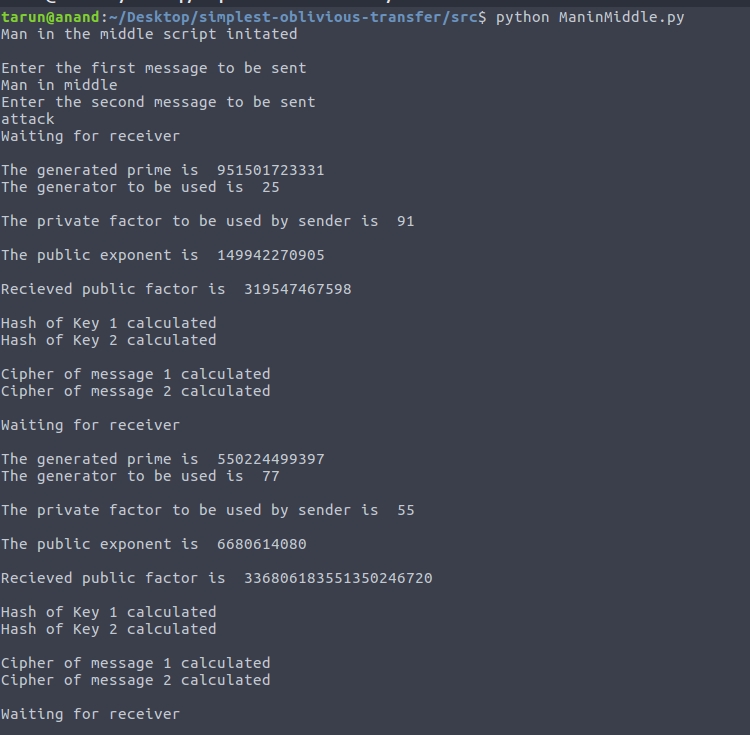 tarun@anand:~/Desktop/simplest-oblivious-transfer/src$ python ManinMiddle.py
Man in the middle script initated
Enter the first message to be sent
Man in middle
Enter the second message to be sent
attack
Waiting for receiver
The generated prime is  951501723331
The generator to be used is  25
The private factor to be used by sender is  91
The public exponent is  149942270905
Recieved public factor is  319547467598
Hash of Key 1 calculated
Hash of Key 2 calculated
Cipher of message 1 calculated
Cipher of message 2 calculated
Waiting for receiver
The generated prime is  550224499397
The generator to be used is  77
The private factor to be used by sender is  55
The public exponent is  6680614080
Recieved public factor is  336806183551350246720
Hash of Key 1 calculated
Hash of Key 2 calculated
Cipher of message 1 calculated
Cipher of message 2 calculated
Waiting for receiver